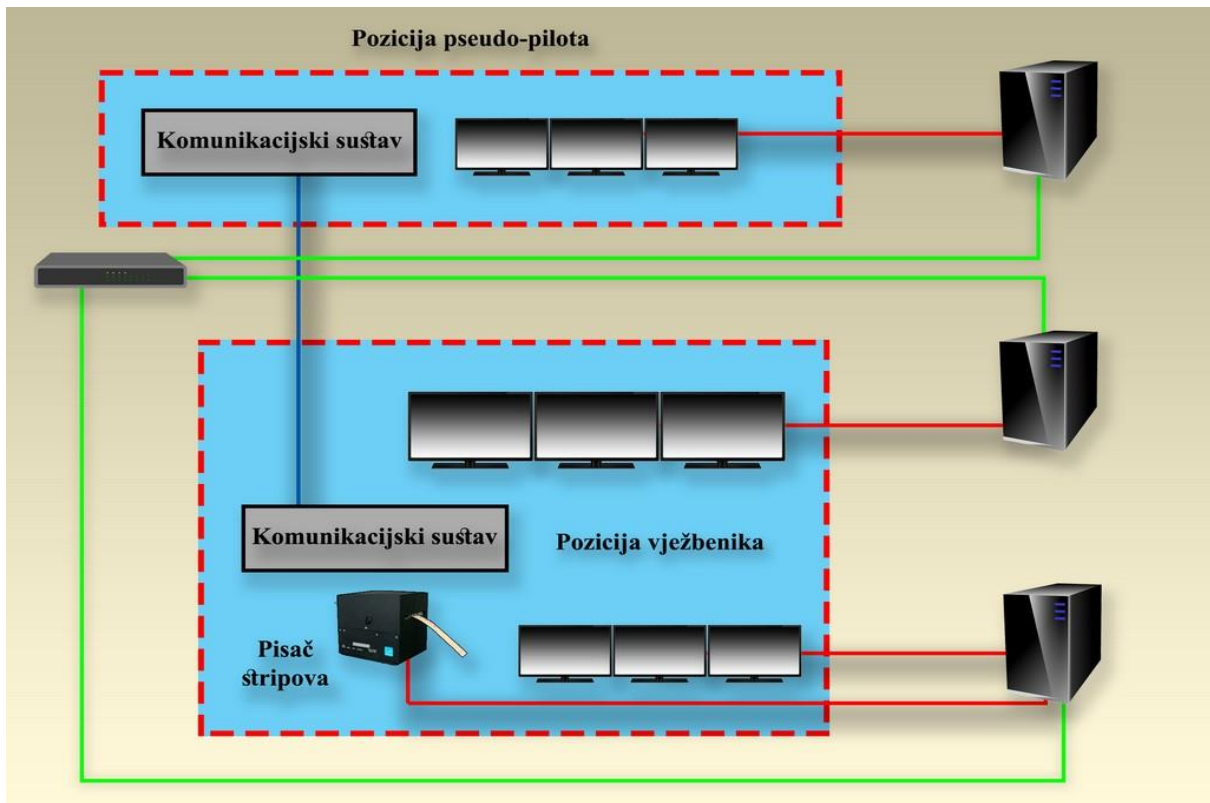 Pozicija pseudo-pilota
Komunikacijski sustav
Komunikacijski sustav
Pozicija vježbenika
Pisač
stripova